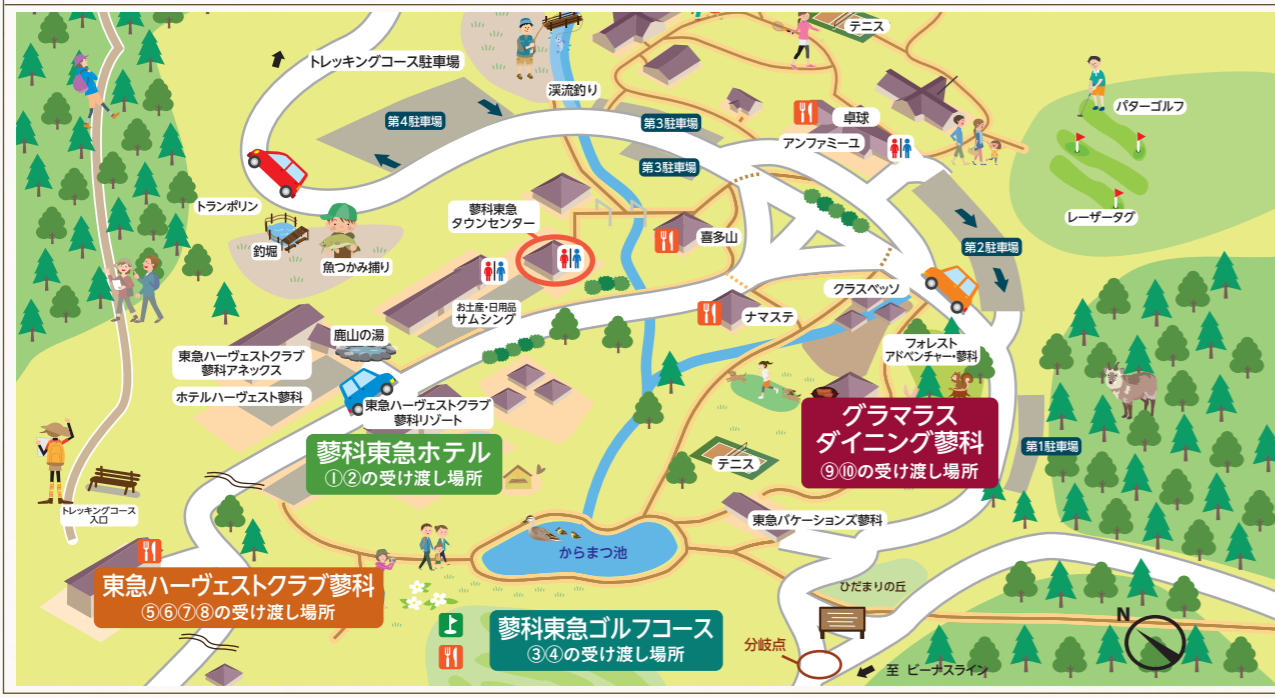 テニス
トレッキングコース駐車場
渓流釣り
第4駐車場
第3駐車場
卓球
アンファミーユ
パターゴルフ
第3駐車場
トランポリン
蓼科東急
タウンセンター
レーザータグ
釣堀
魚つかみ捕り
喜多山
第2駐車場
クラスベッソ
お土産・日用品
サムシング
ナマステ
鹿山の湯
東急ハーヴェストクラブ
蓼科アネックス
フォレスト
アドベンチャー・蓼科
ホテルハーヴェスト蓼科
東急ハーヴェストクラブ
蓼科リゾート
グラマラス
ダイニング蓼科
⑨⑩の受け渡し場所
第1駐車場
蓼科東急ホテル
①②の受け渡し場所
テニス
トレッキングコース
入口
東急バケーションズ蓼科
からまつ池
東急ハーヴェストクラブ蓼科
⑤⑥⑦⑧の受け渡し場所
ひだまりの丘
N
蓼科東急ゴルフコース
③④の受け渡し場所
分岐点
至 ビーナスライン